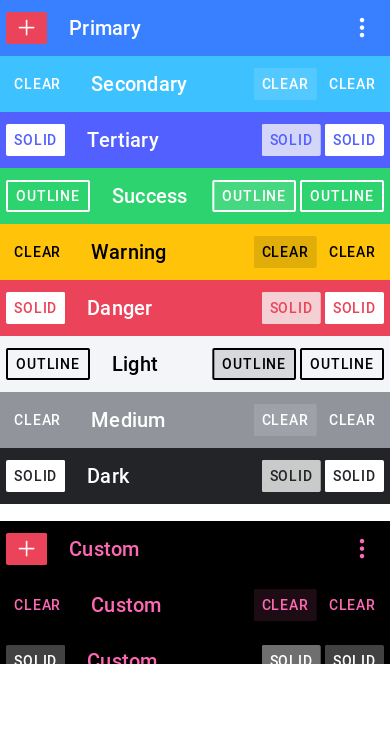 Primary
CLEAR Secondary CLEAR CLEAR
SOLID Tertiary SOLID SOLID
OUTLINE Success OUTLINE OUTLINE
CLEAR Warning CLEAR CLEAR
SOLID Danger SOLID SOLID
OUTLINE Light OUTLINE OUTLINE
CLEAR Medium CLEAR CLEAR
SOLID Dark SOLID SOLID
Custom
CLEAR Custom CLEAR CLEAR
SOLID Custom SOLID SOLID